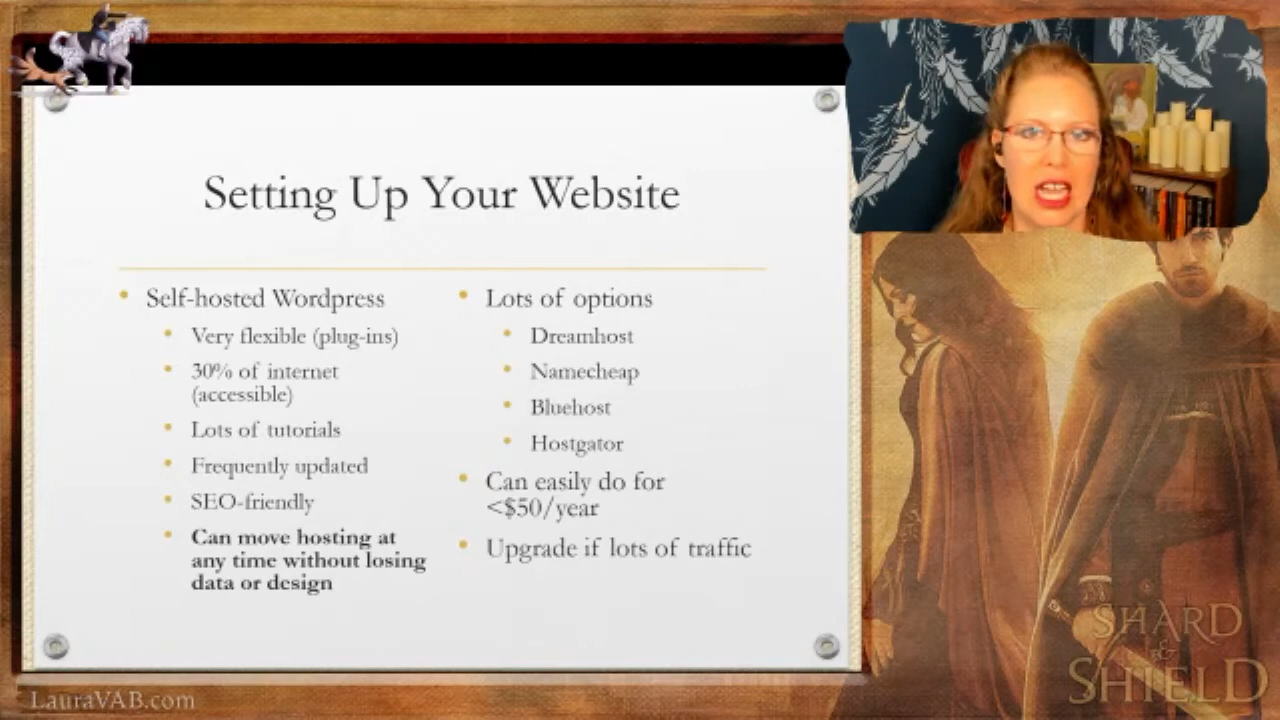 Setting Up Your Website
Self-hosted Wordpress
Very flexible (plug-ins)
30% of internet
(accessible)
Lots of tutorials
Frequently updated
SEO-friendly
Can move hosting at
any time without losing
data or design
Lots of options
Dreamhost
Namecheap
Bluehost
Hostgator
Can easily do for
<$50/year
Upgrade if lots of traffic
SHARD
&
SHIELD
LauraVAB.com